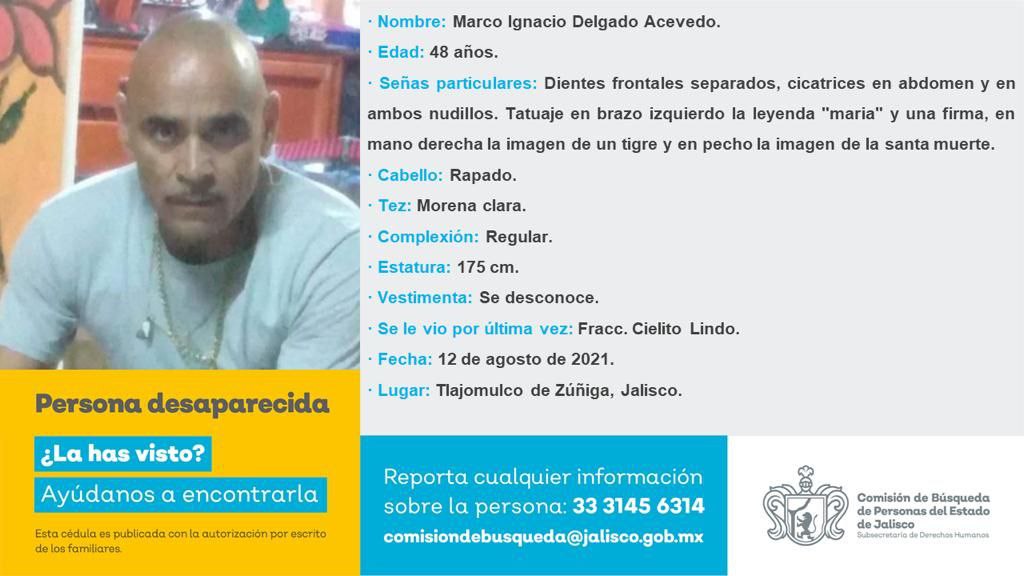 · Nombre: Marco Ignacio Delgado Acevedo.
· Edad: 48 años.
· Señas particulares: Dientes frontales separados, cicatrices en abdomen y en
ambos nudillos. Tatuaje en brazo izquierdo la leyenda "maria" y una firma, en
mano derecha la imagen de un tigre y en pecho la imagen de la santa muerte.
· Cabello: Rapado.
· Tez: Morena clara.
· Complexión: Regular.
· Estatura: 175 cm.
· Vestimenta: Se desconoce.
· Se le vio por última vez: Fracc. Cielito Lindo.
· Fecha: 12 de agosto de 2021.
· Lugar: Tlajomulco de Zúñiga, Jalisco.
Persona desaparecida
¿La has visto?
Ayúdanos a encontrarla
Esta cédula es publicada con la autorización por escrito
de los familiares.
Reporta cualquier información
sobre la persona: 33 3145 6314
comisiondebusqueda@jalisco.gob.mx
Comisión de Búsqueda
de Personas del Estado
de Jalisco
Subsecretaría de Derechos Humanos